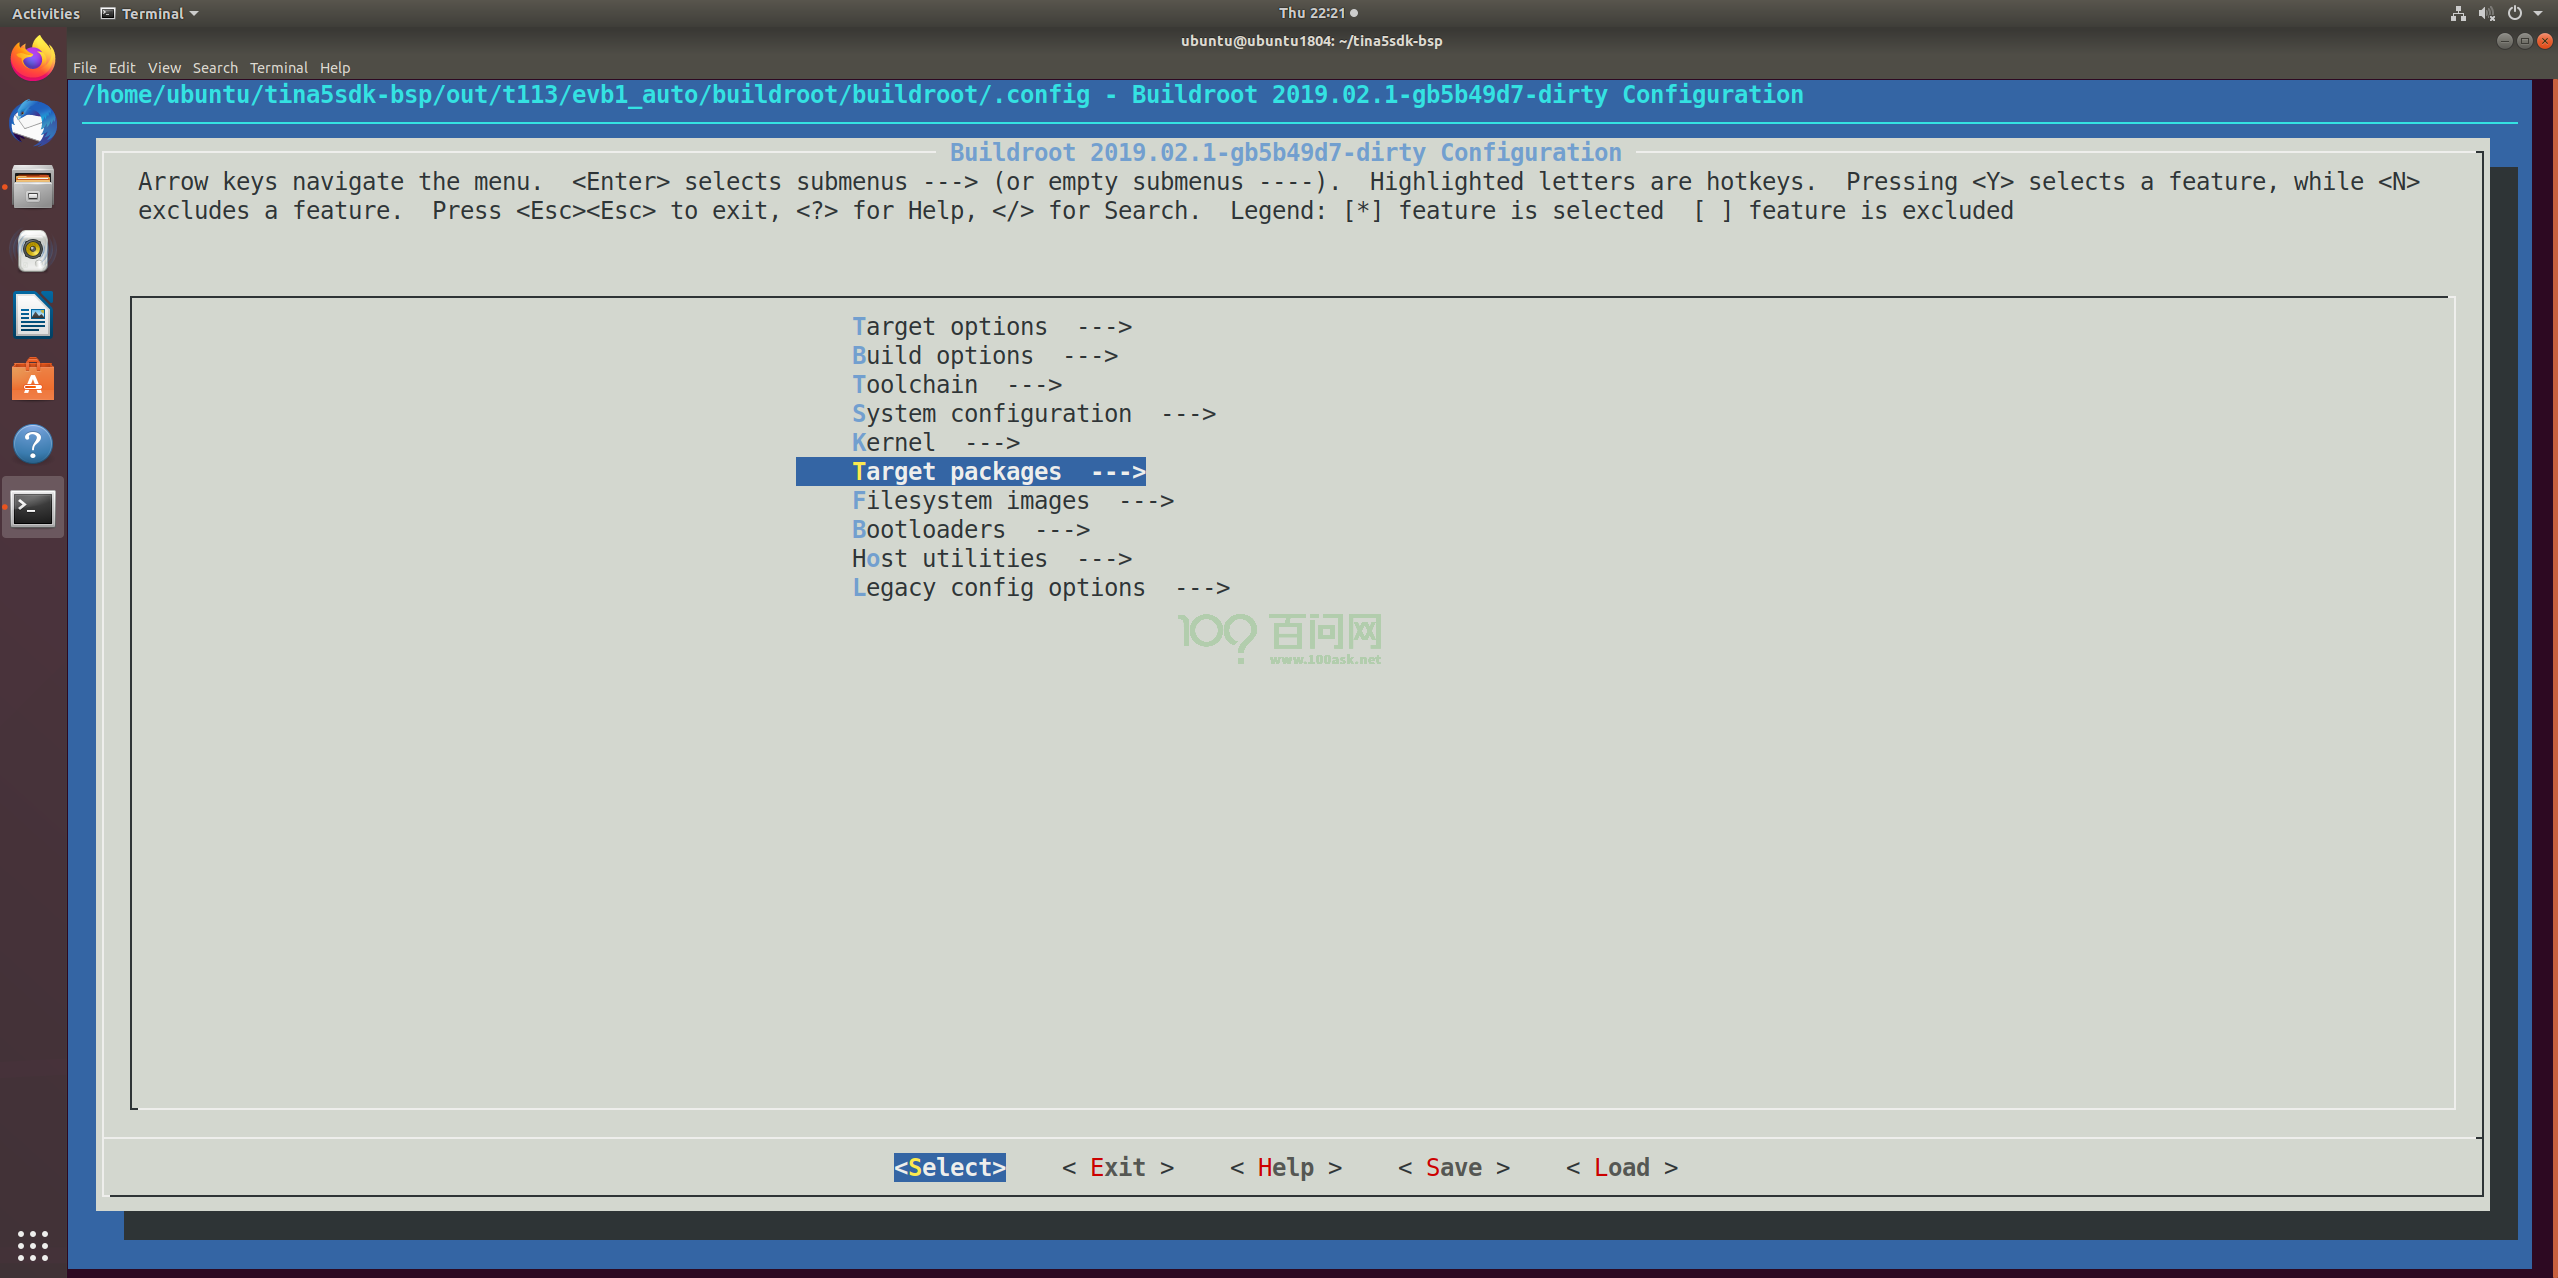 Activities Terminal Thu 22:21
ubuntu@ubuntu1804: ~/tina5sdk-bsp
File Edit View Search Terminal Help
/home/ubuntu/tina5sdk-bsp/out/t113/evb1_auto/buildroot/buildroot/.config - Buildroot 2019.02.1-gb5b49d7-dirty Configuration
Buildroot 2019.02.1-gb5b49d7-dirty Configuration
Arrow keys navigate the menu.  <Enter> selects submenus ---> (or empty submenus ----).  Highlighted letters are hotkeys.  Pressing <Y> selects a feature, while <N>
excludes a feature.  Press <Esc><Esc> to exit, <?> for Help, </> for Search.  Legend: [*] feature is selected  [ ] feature is excluded
Target options  --->
Build options  --->
Toolchain  --->
System configuration  --->
Kernel  --->
Target packages  --->
Filesystem images  --->
Bootloaders  --->
Host utilities  --->
Legacy config options  --->
100? 百问网
www.100ask.net
<Select>    < Exit >    < Help >    < Save >    < Load >